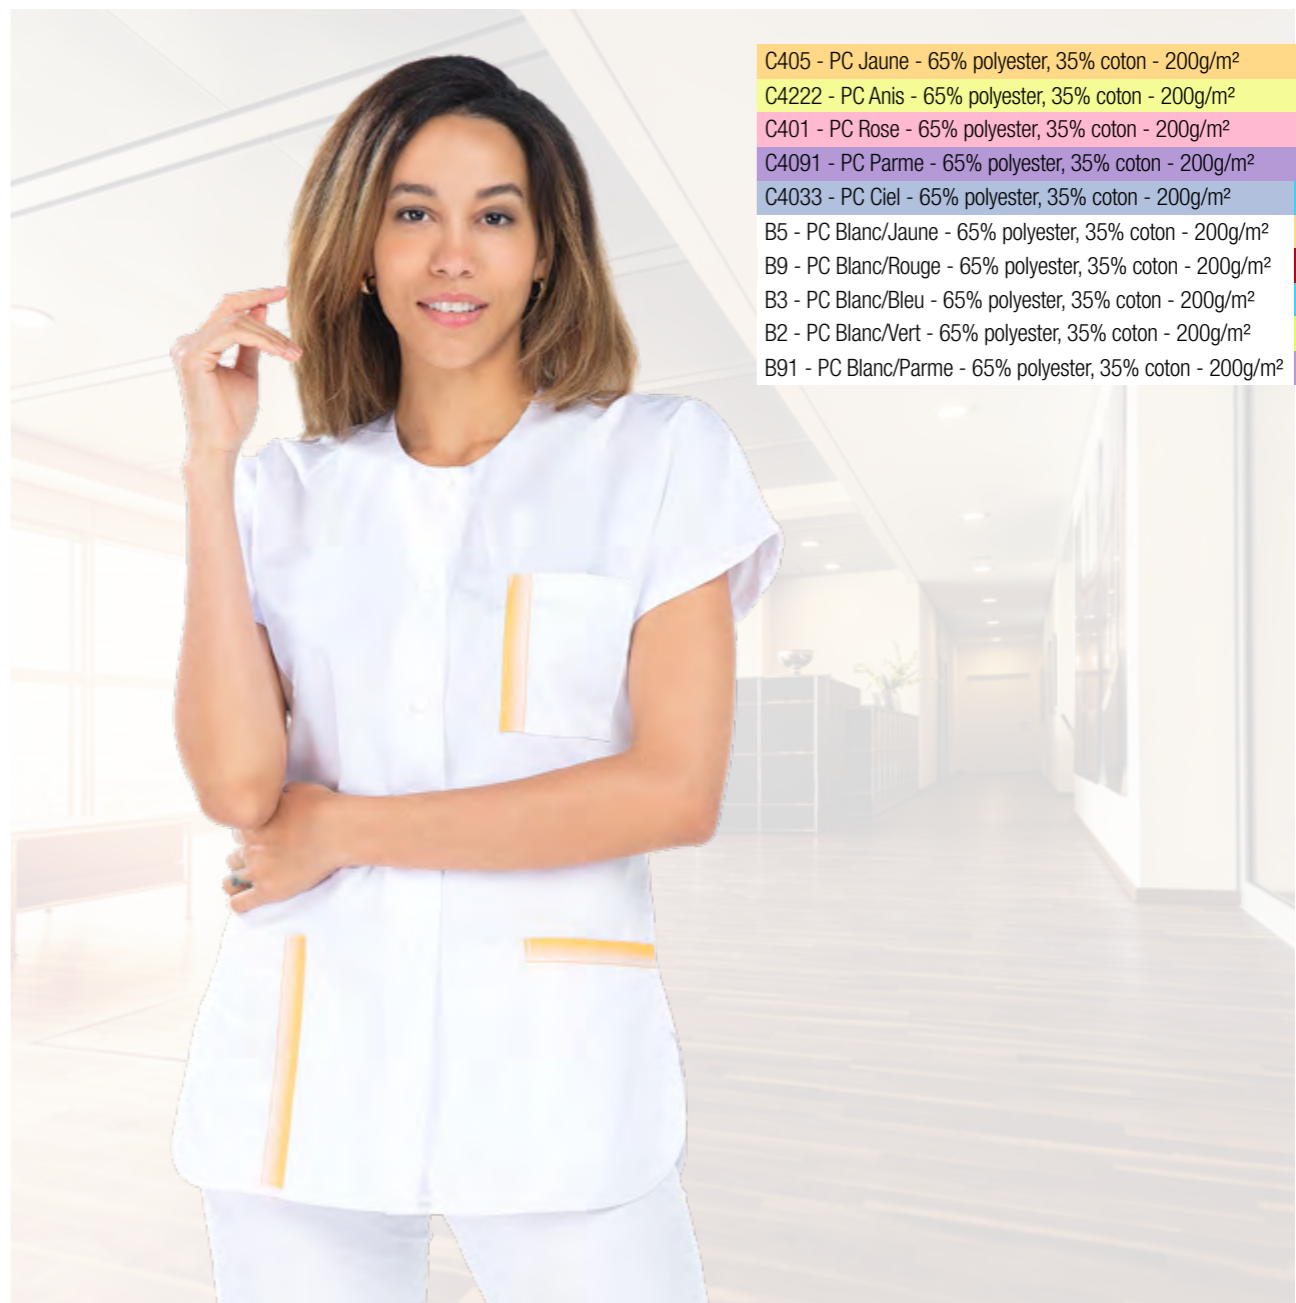 C405 - PC Jaune - 65% polyester, 35% coton - 200g/m²
C4222 - PC Anis - 65% polyester, 35% coton - 200g/m²
C401 - PC Rose - 65% polyester, 35% coton - 200g/m²
C4091 - PC Parme - 65% polyester, 35% coton - 200g/m²
C4033 - PC Ciel - 65% polyester, 35% coton - 200g/m²
B5 - PC Blanc/Jaune - 65% polyester, 35% coton - 200g/m²
B9 - PC Blanc/Rouge - 65% polyester, 35% coton - 200g/m²
B3 - PC Blanc/Bleu - 65% polyester, 35% coton - 200g/m²
B2 - PC Blanc/Vert - 65% polyester, 35% coton - 200g/m²
B91 - PC Blanc/Parme - 65% polyester, 35% coton - 200g/m²